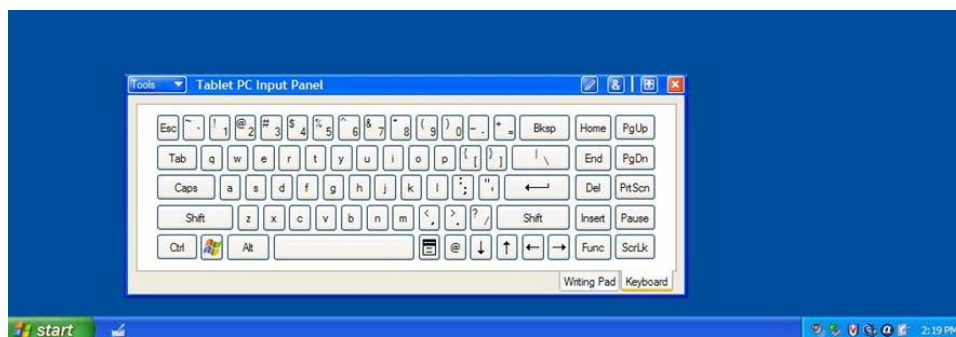 Tools Tablet PC Input Panel &
Esc ~ ` ! 1 @ 2 # 3 $ 4 % 5 ^ 6 & 7 * 8 ( 9 ) 0 - + = Bksp Home PgUp
Tab q w e r t y u i o p { [ } ] | \ End PgDn
Caps a s d f g h j k l : ; " ' Del PrtScn
Shift z x c v b n m < , > . ? / Shift Insert Pause
Ctrl Alt @ ↓ ↑ ← → Func ScrLk
Writing Pad Keyboard
start 2:19 PM